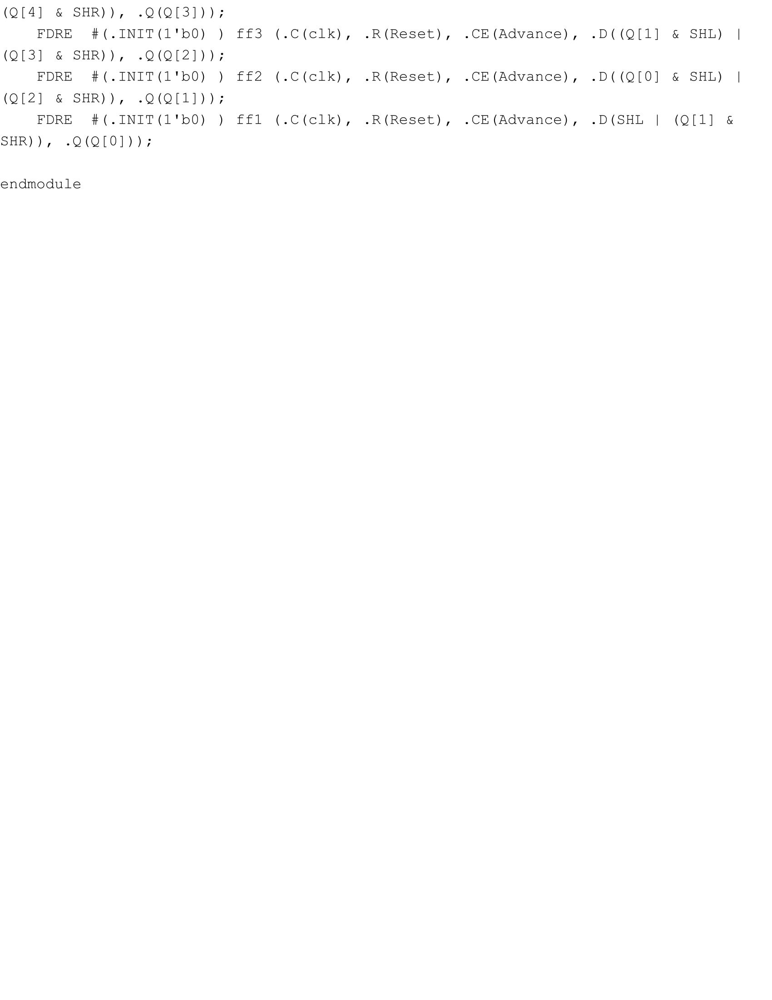 (Q[4] & SHR)), .Q(Q[3]));
    FDRE  #(.INIT(1'b0) ) ff3 (.C(clk), .R(Reset), .CE(Advance), .D((Q[1] & SHL) |
(Q[3] & SHR)), .Q(Q[2]));
    FDRE  #(.INIT(1'b0) ) ff2 (.C(clk), .R(Reset), .CE(Advance), .D((Q[0] & SHL) |
(Q[2] & SHR)), .Q(Q[1]));
    FDRE  #(.INIT(1'b0) ) ff1 (.C(clk), .R(Reset), .CE(Advance), .D(SHL | (Q[1] &
SHR)), .Q(Q[0]));

endmodule